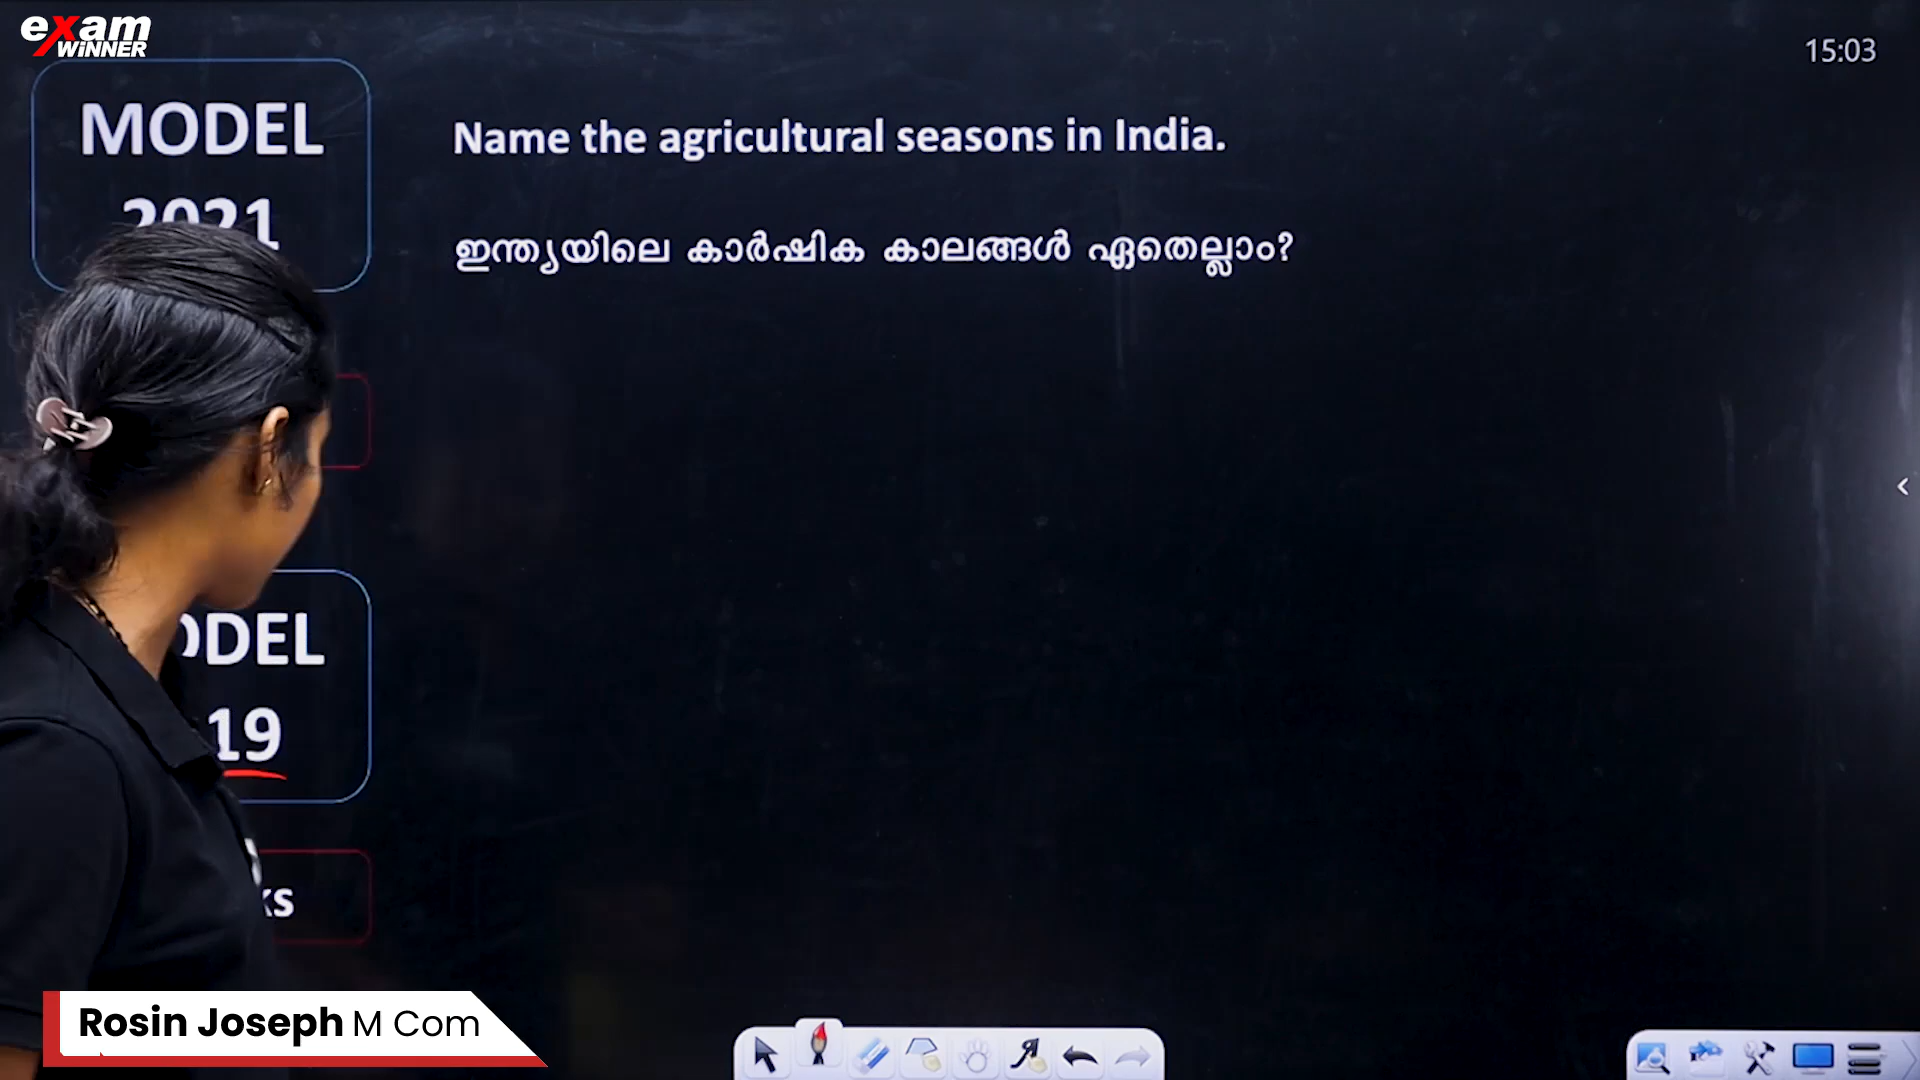 exam
WINNER
15:03
MODEL
2021
Name the agricultural seasons in India.
ഇന്ത്യയിലെ കാർഷിക കാലങ്ങൾ ഏതെല്ലാം?
Rosin Joseph M Com